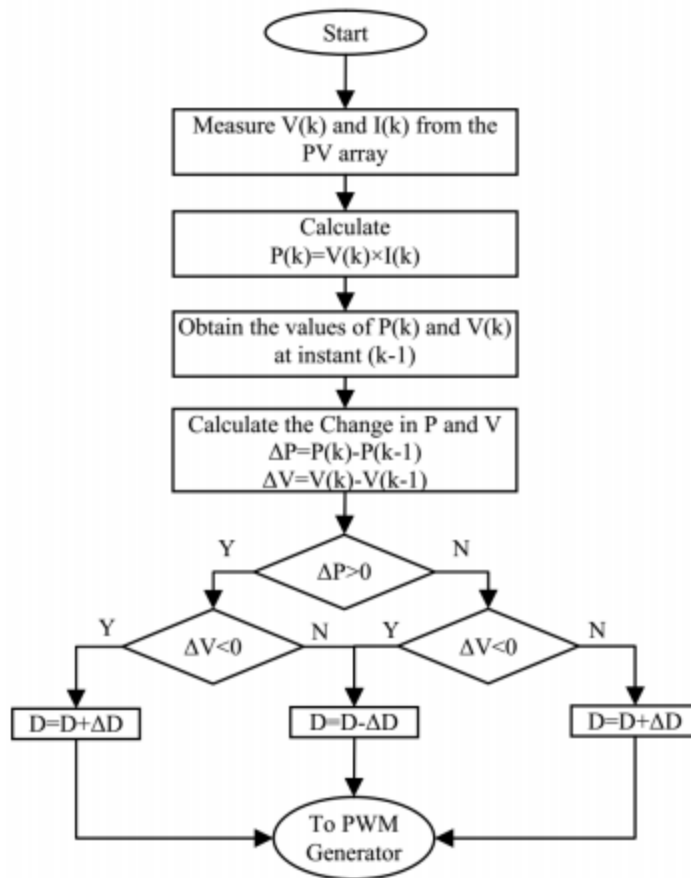 Start
Measure V(k) and I(k) from the
PV array
Calculate
P(k)=V(k)×I(k)
Obtain the values of P(k) and V(k)
at instant (k-1)
Calculate the Change in P and V
ΔP=P(k)-P(k-1)
ΔV=V(k)-V(k-1)
Y
N
ΔP>0
Y
ΔV<0
N
Y
ΔV<0
N
D=D+ΔD
D=D-ΔD
D=D+ΔD
To PWM
Generator